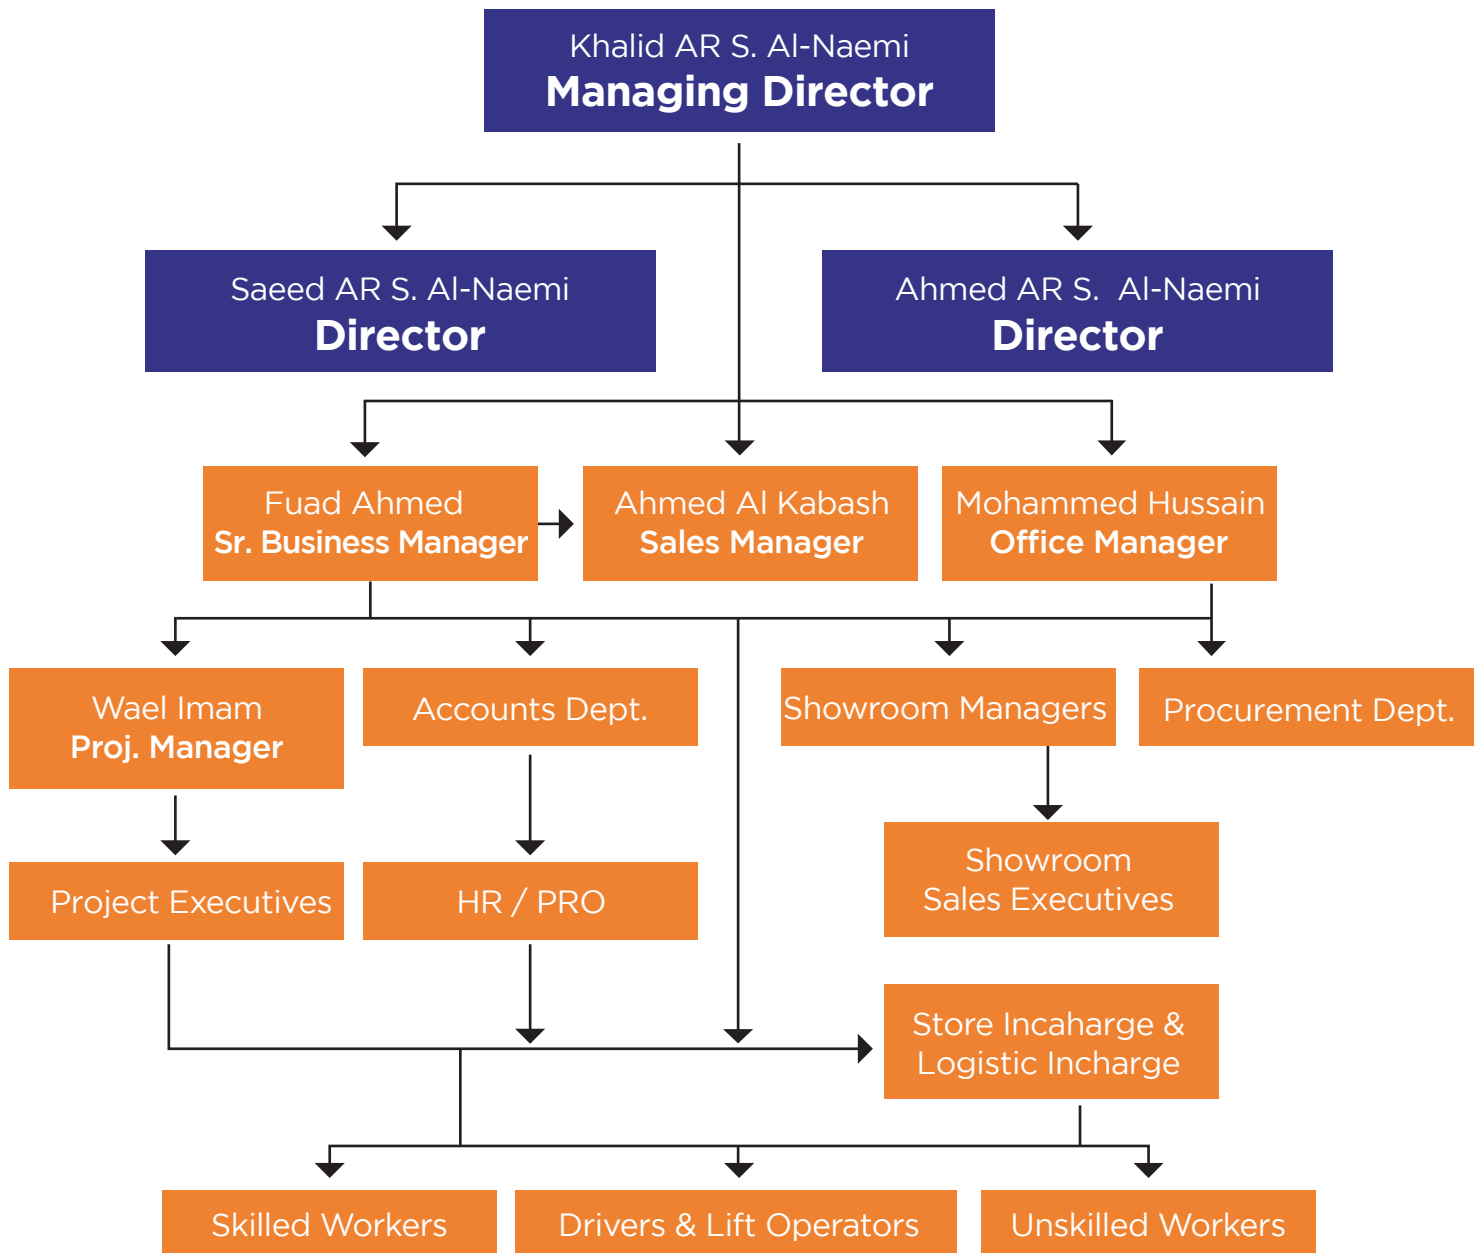 Khalid AR S. Al-Naemi
Managing Director
Saeed AR S. Al-Naemi
Director
Ahmed AR S. Al-Naemi
Director
Fuad Ahmed
Sr. Business Manager
Ahmed Al Kabash
Sales Manager
Mohammed Hussain
Office Manager
Wael Imam
Proj. Manager
Accounts Dept.
Showroom Managers
Procurement Dept.
Project Executives
HR / PRO
Showroom
Sales Executives
Store Incaharge &
Logistic Incharge
Skilled Workers
Drivers & Lift Operators
Unskilled Workers